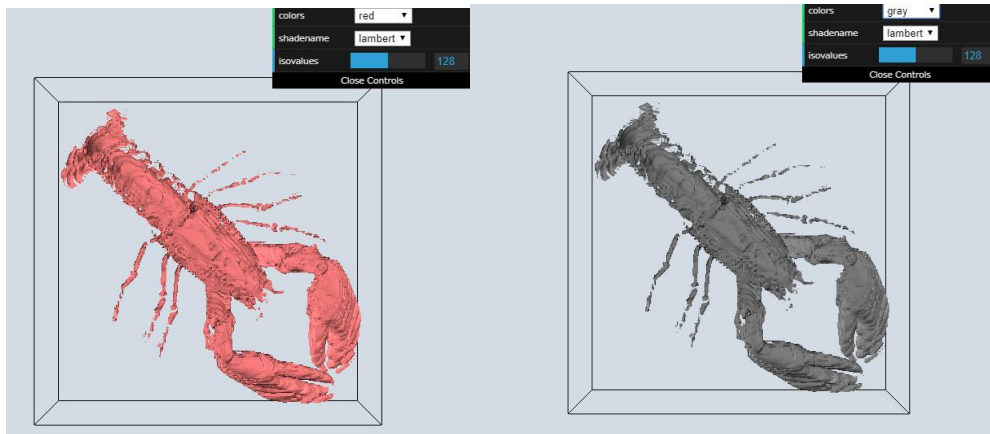 colors red
shadename lambert
isovalues 128
Close Controls
colors gray
shadename lambert
isovalues 128
Close Controls